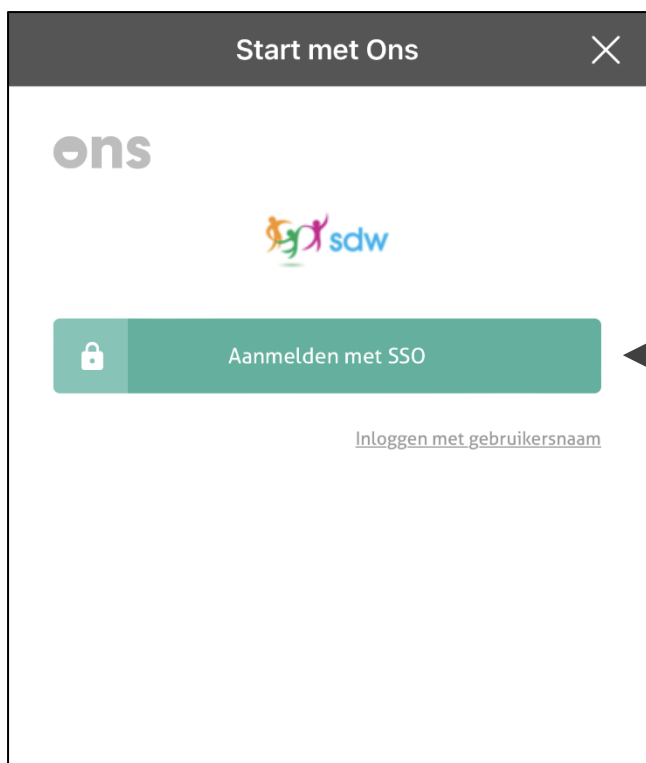 Start met Ons
ons
sdw
Aanmelden met SSO
Inloggen met gebruikersnaam